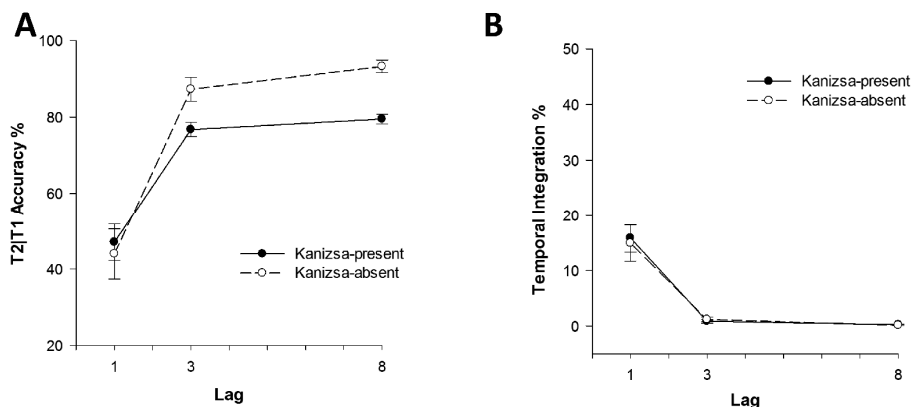 A
T2|T1 Accuracy %
100
80
60
40
20
1
3
8
Lag
Kanizsa-present
Kanizsa-absent
B
Temporal Integration %
50
40
30
20
10
0
1
3
8
Lag
Kanizsa-present
Kanizsa-absent